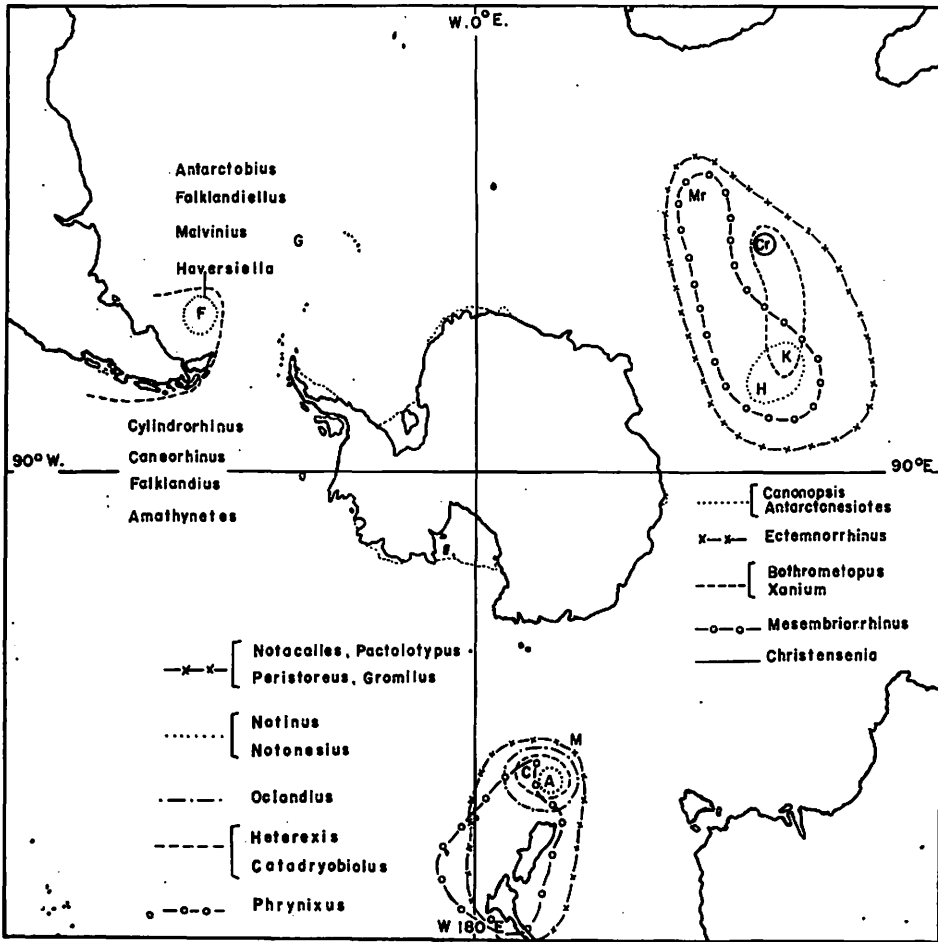 W. 0° E.
Antarctobius
Falklandiellus
Malvinius
Haversiella
G
F
Mr
Cr
K
H
Cylindrorhinus
Caneorhinus
Falklandius
Amathynetes
90° W.
90° E.
Canonopsis
Antarctonesiotes
Ectemnorrhinus
Bothrometopus
Xanium
Mesembriorrhinus
Christensenia
Notacalles, Pactolotypus
Peristoreus, Gromilus
Notinus
Notonesius
Oclandius
Heterexis
Catadryobiolus
Phrynixus
M
CI
A
W 180° E